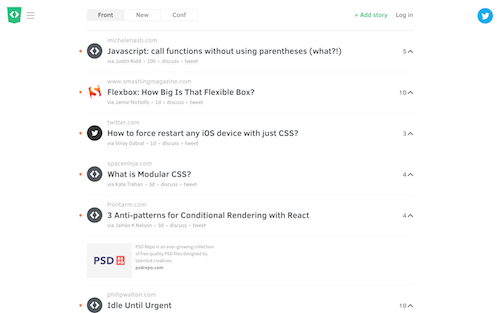 Front New Conf + Add story Log in
michelenasti.com
Javascript: call functions without using parentheses (what?!) 5
via Justin Kidd • 10h • discuss • tweet
www.smashingmagazine.com
Flexbox: How Big Is That Flexible Box? 10
via Jamie Nicholls • 1d • discuss • tweet
twitter.com
How to force restart any iOS device with just CSS? 3
via Vinay Dabral • 1d • discuss • tweet
spaceninja.com
What is Modular CSS? 4
via Kate Trahan • 3d • discuss • tweet
frontarm.com
3 Anti-patterns for Conditional Rendering with React 4
via James K Nelson • 3d • discuss • tweet
PSD
PSD Repo is an ever-growing collection
of free quality PSD files designed by
talented creatives.
psdrepo.com
philipwalton.com
Idle Until Urgent 10